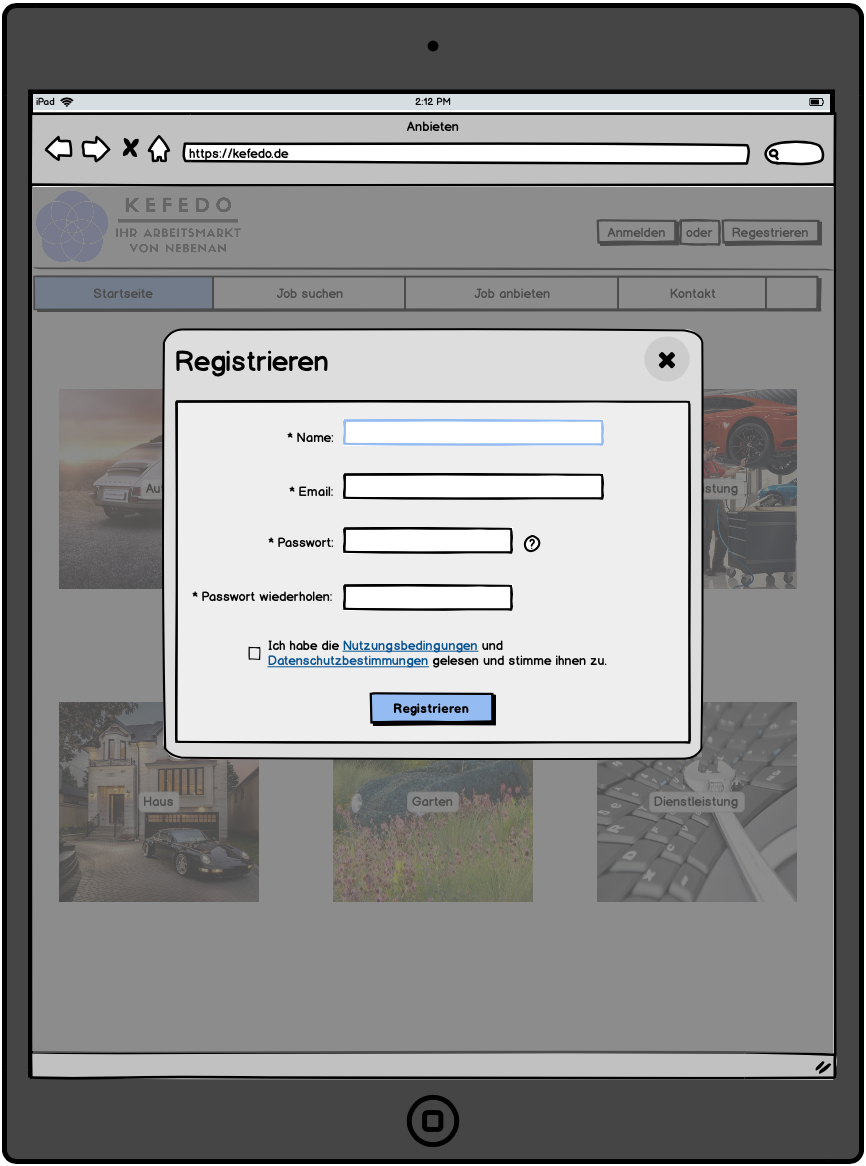 iPad
2:12 PM
Anbieten
https://kefedo.de
KEFEDO
IHR ARBEITSMARKT
VON NEBENAN
Anmelden oder Regestrieren
Startseite Job suchen Job anbieten Kontakt
Registrieren
* Name:
* Email:
* Passwort: ?
* Passwort wiederholen:
Ich habe die Nutzungsbedingungen und
Datenschutzbestimmungen gelesen und stimme ihnen zu.
Registrieren
Haus Garten Dienstleistung